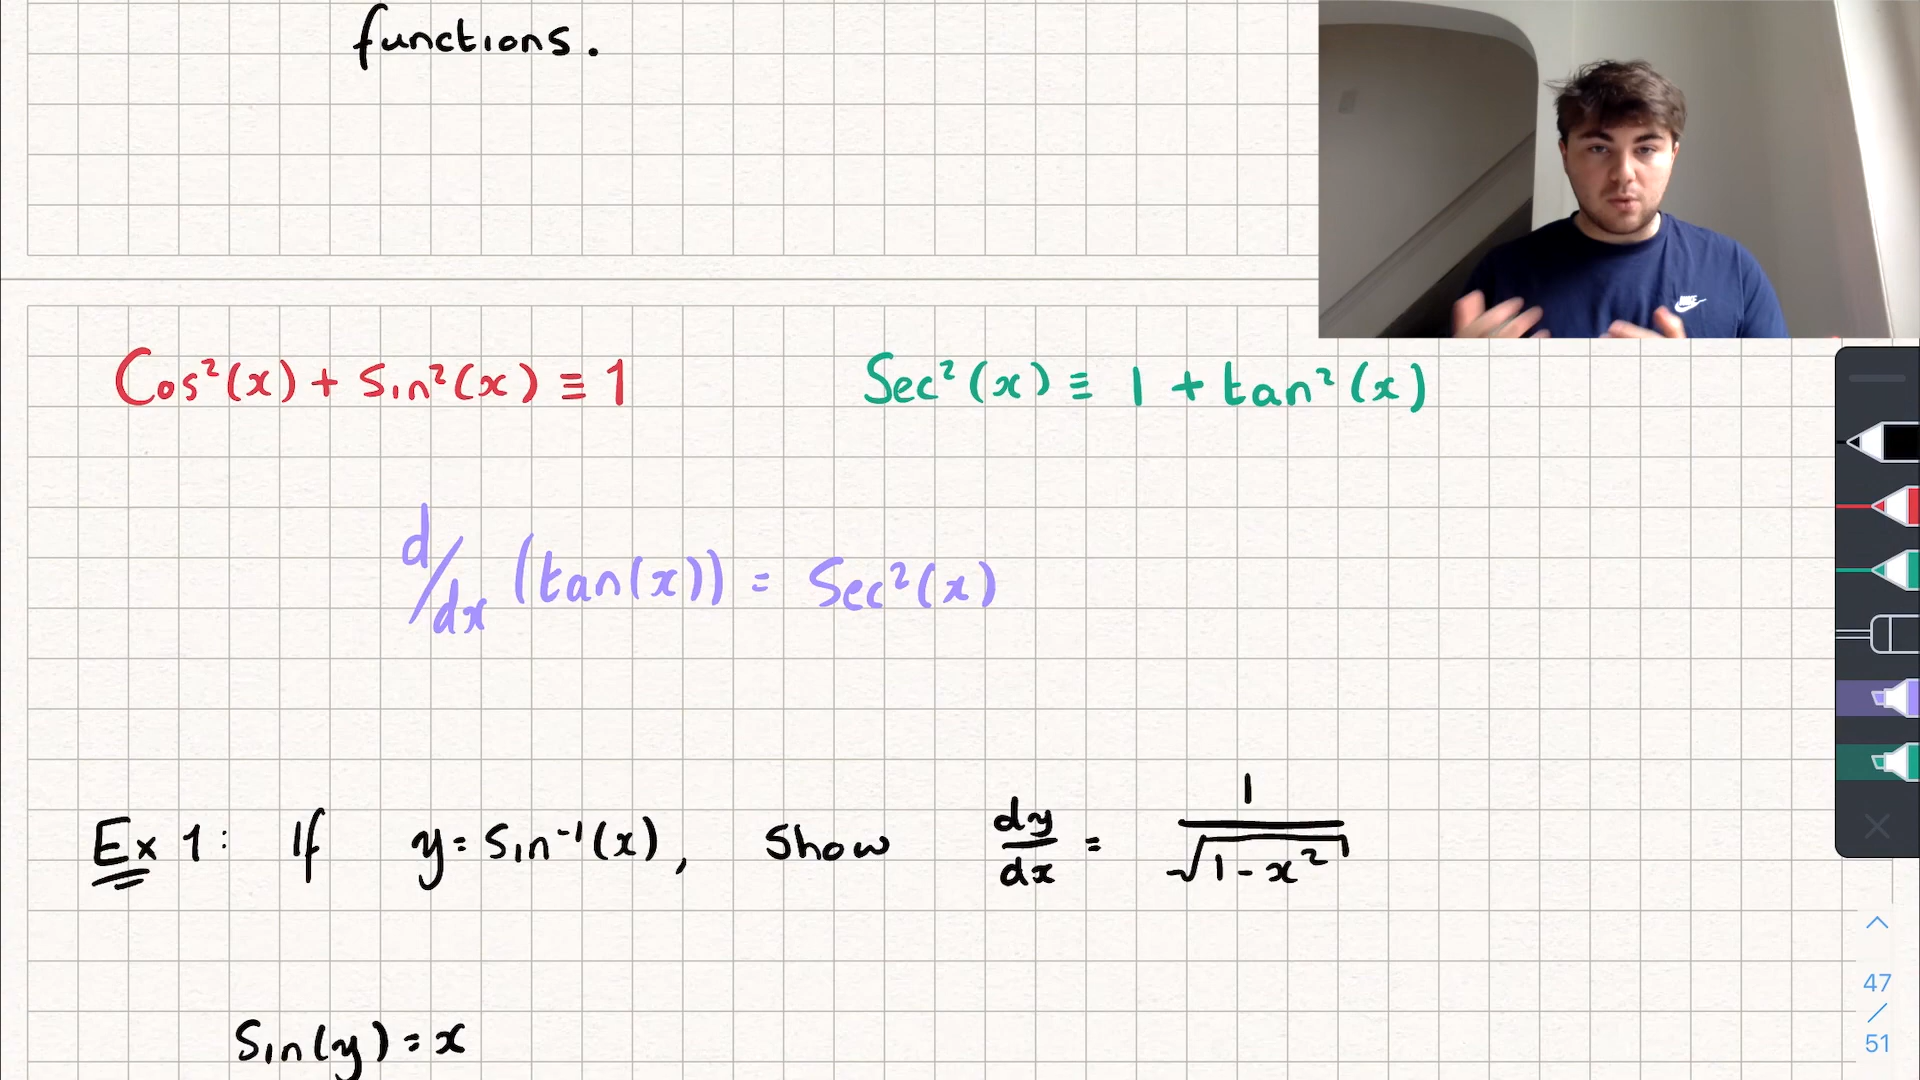 functions.
Cos²(x) + Sin²(x) ≡ 1
Sec²(x) ≡ 1 + tan²(x)
d/dx (tan(x)) = Sec²(x)
Ex 1: If y = Sin⁻¹(x), Show dy/dx = 1/√(1-x²)
Sin(y) = x
47
/
51